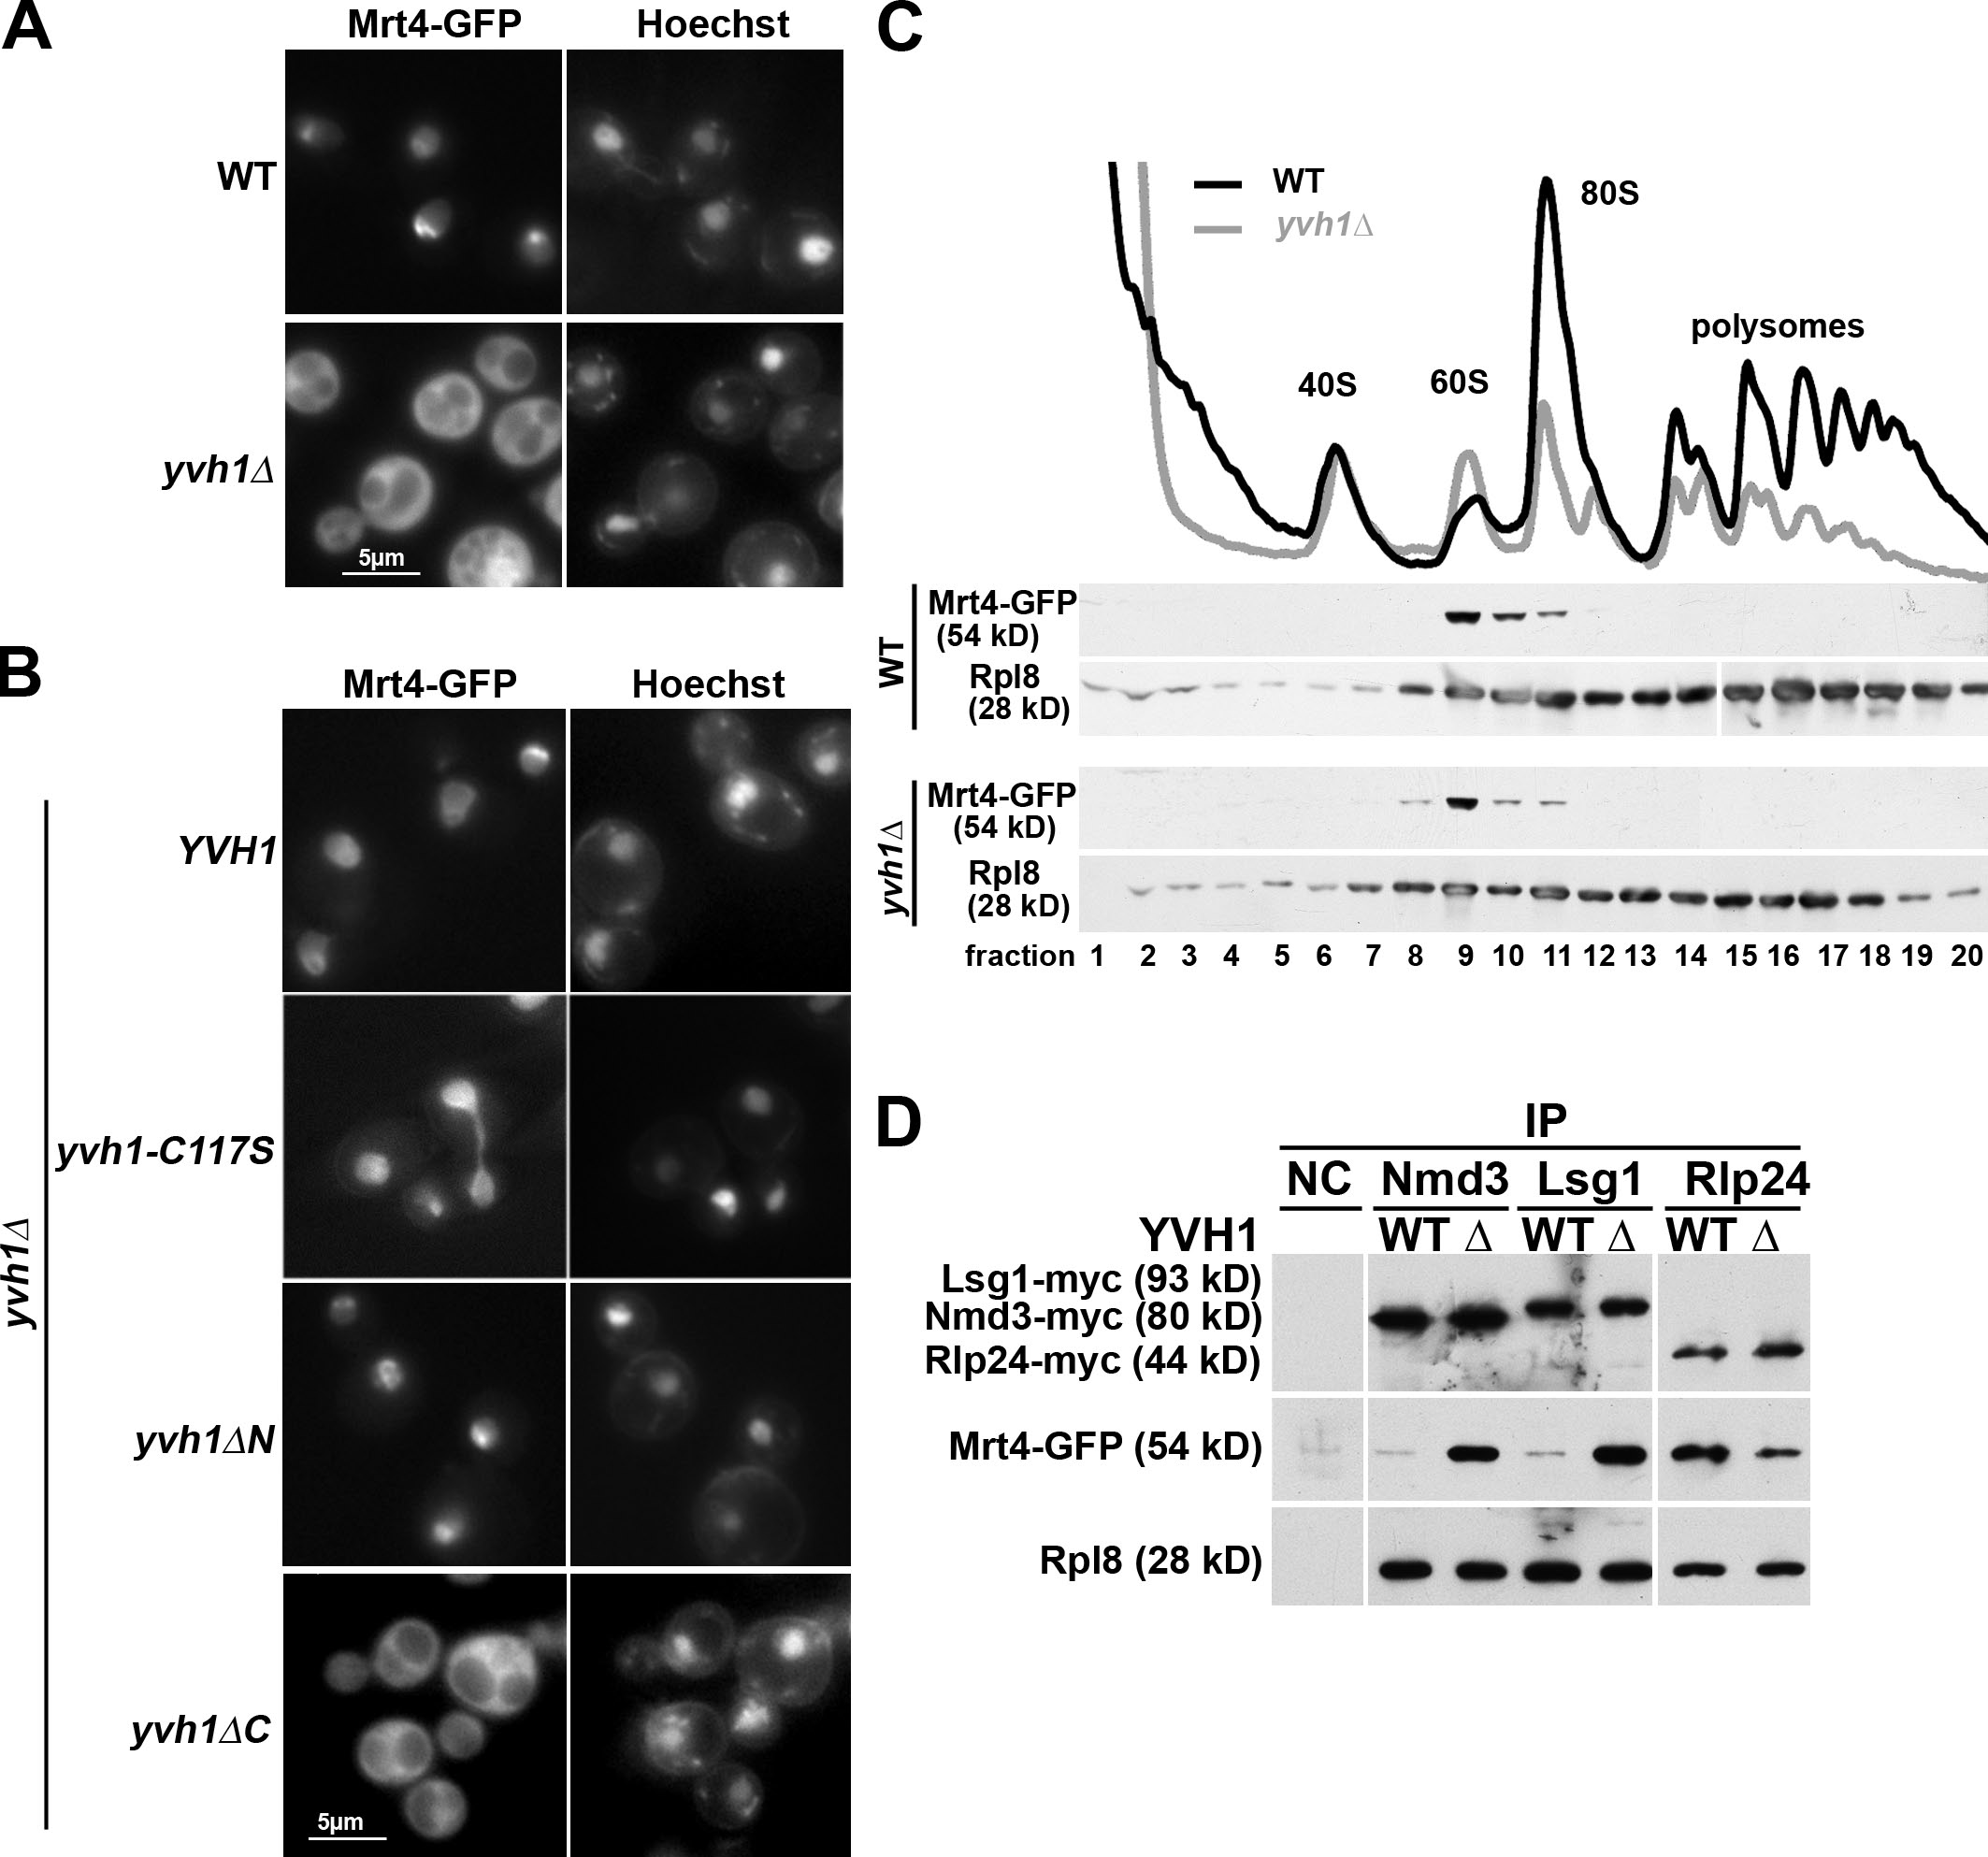 A
Mrt4-GFP Hoechst
WT
yvh1Δ
5µm
B
Mrt4-GFP Hoechst
yvh1Δ
YVH1
yvh1-C117S
yvh1ΔN
yvh1ΔC
5µm
C
WT
yvh1Δ
40S
60S
80S
polysomes
WT
Mrt4-GFP
(54 kD)
Rpl8
(28 kD)
yvh1Δ
Mrt4-GFP
(54 kD)
Rpl8
(28 kD)
fraction 1 2 3 4 5 6 7 8 9 10 11 12 13 14 15 16 17 18 19 20
D
IP
NC Nmd3 Lsg1 Rlp24
YVH1 WT Δ WT Δ WT Δ
Lsg1-myc (93 kD)
Nmd3-myc (80 kD)
Rlp24-myc (44 kD)
Mrt4-GFP (54 kD)
Rpl8 (28 kD)